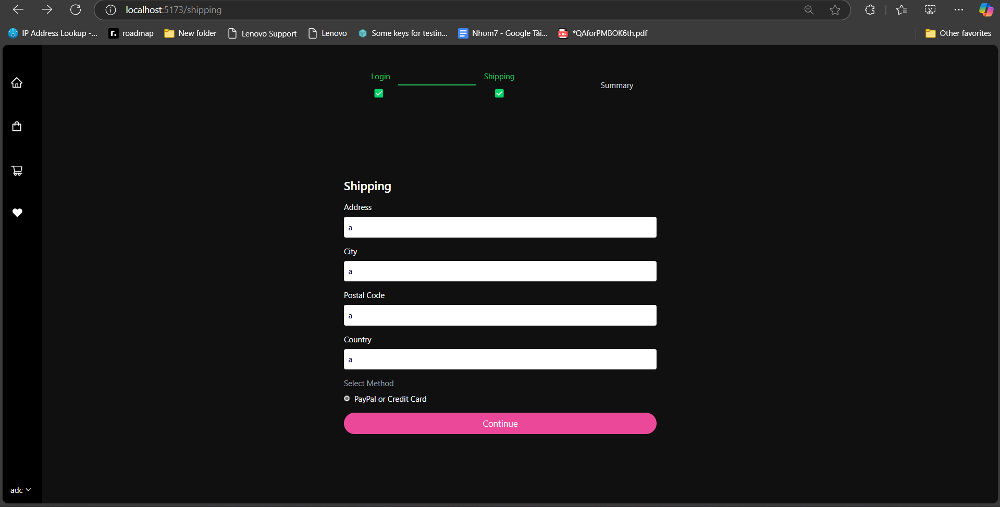 localhost:5173/shipping
IP Address Lookup -...
roadmap
New folder
Lenovo Support
Lenovo
Some keys for testin...
Nhom7 - Google Tài...
PDF
*QAforPMBOK6th.pdf
Other favorites
Login
Shipping
Summary
Shipping
Address
a
City
a
Postal Code
a
Country
a
Select Method
PayPal or Credit Card
Continue
adc